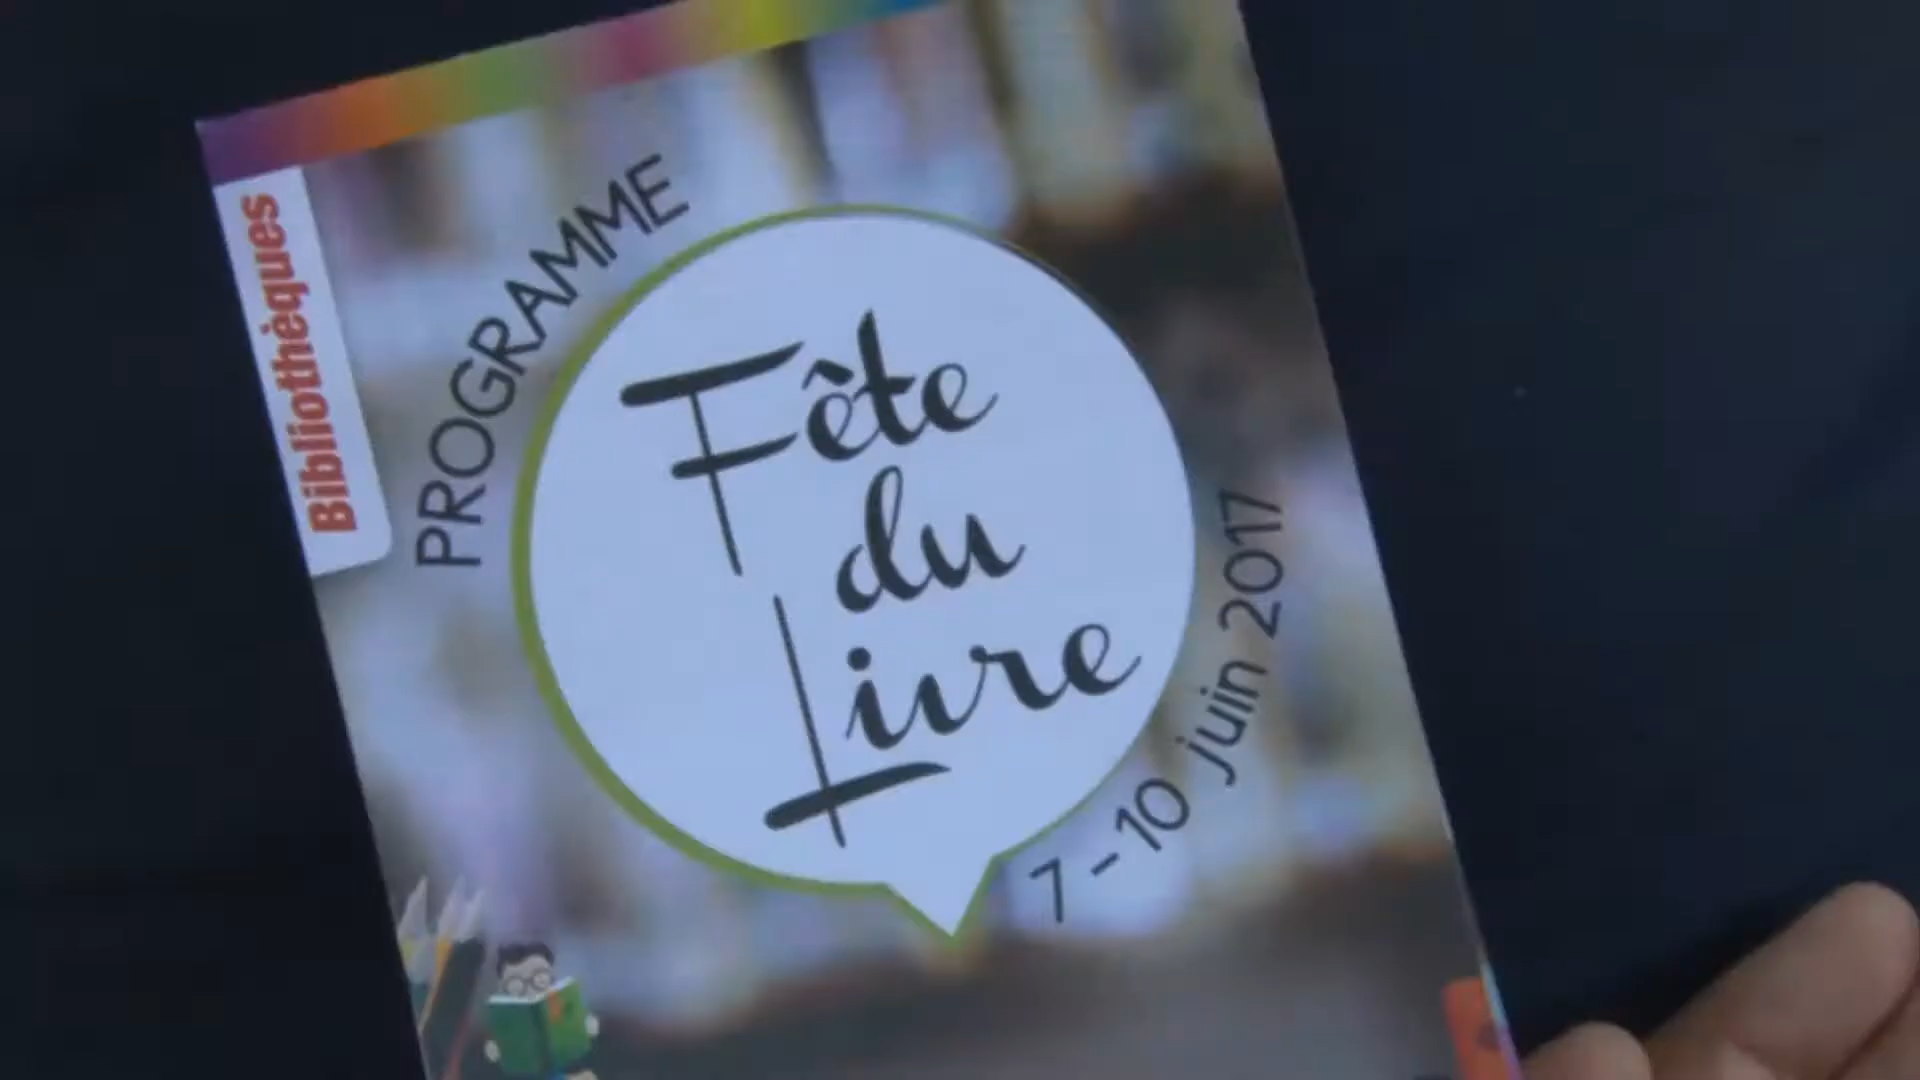 Bibliothèques
PROGRAMME
Fête
du
Livre
7-10 juin 2017